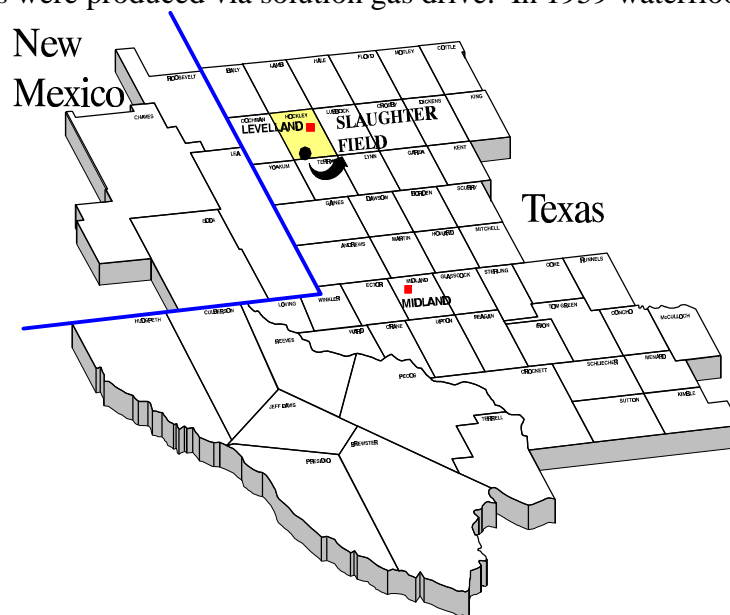 s were produced via solution gas drive. In 1959 waterfloo
New
Mexico
Texas
ROOSEVELT
BAILY
LAMB
HALE
FLOYD
MOTLEY
COTTLE
CHAVES
LEA
COCHRAN
HOCKLEY
LUBBOCK
CROSBY
DICKENS
KING
LEVELLAND
SLAUGHTER
FIELD
YOAKUM
TERRY
LYNN
GARZA
KENT
EDDY
GAINES
DAWSON
BORDEN
SCURRY
ANDREWS
MARTIN
HOWARD
MITCHELL
LOVING
WINKLER
ECTOR
MIDLAND
GLASSCOCK
STERLING
COKE
RUNNELS
MIDLAND
HUDSPETH
CULBERSON
REEVES
WARD
CRANE
UPTON
REAGAN
IRION
TOM GREEN
CONCHO
McCULLOCH
JEFF DAVIS
PECOS
CROCKETT
SCHLEICHER
MENARD
SUTTON
KIMBLE
TERRELL
PRESIDIO
BREWSTER